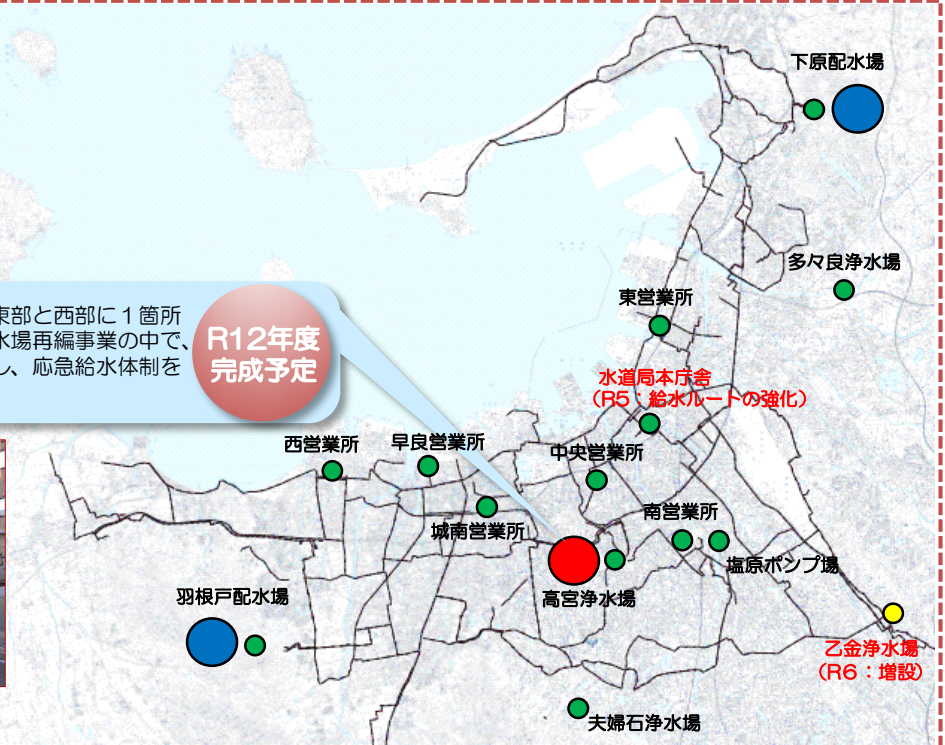 下原配水場
多々良浄水場
東部と西部に1箇所
水場再編事業の中で、
し、応急給水体制を
R12年度
完成予定
東営業所
水道局本庁舎
(R5:給水ルートの強化)
西営業所
早良営業所
中央営業所
城南営業所
南営業所
塩原ポンプ場
高宮浄水場
羽根戸配水場
乙金浄水場
(R6:増設)
夫婦石浄水場